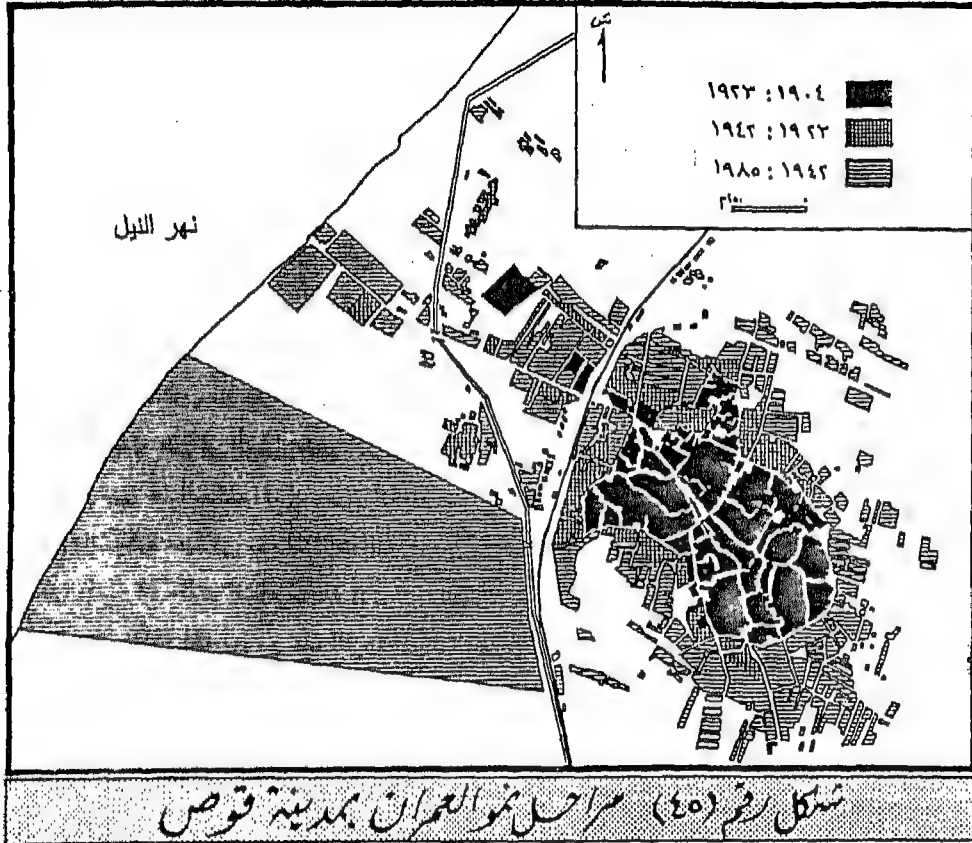 ش
١٩٠٤ : ١٩٢٣
١٩٢٣ : ١٩٤٢
١٩٤٢ : ١٩٨٥
نهر النيل
شكل رقم (٤٥) مراحل نمو العمران بمدينة قوص